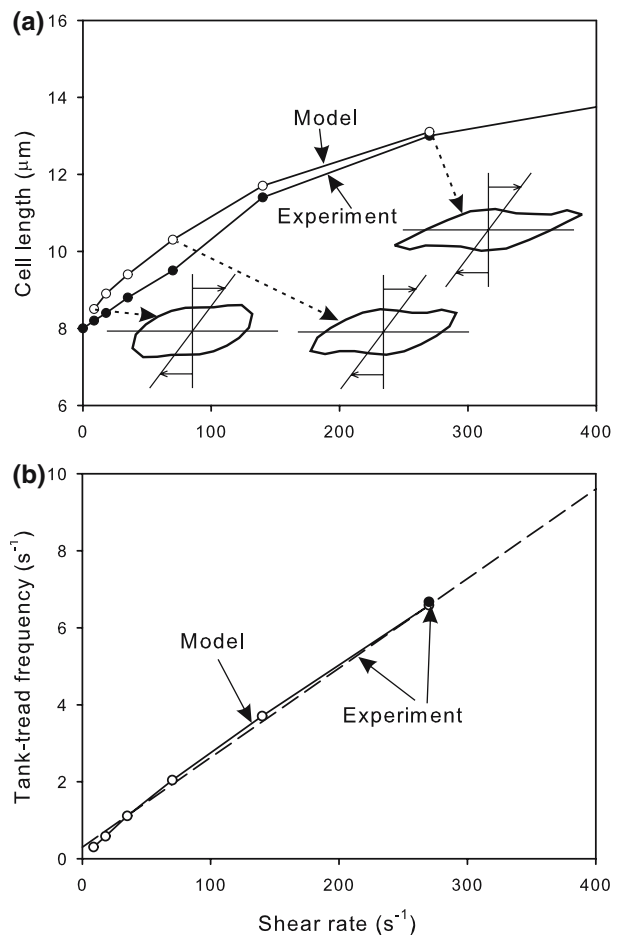 (a)
16
14
12
10
8
6
Cell length (μm)
Model
Experiment
0
100
200
300
400
(b)
10
8
6
4
2
0
Tank-tread frequency (s⁻¹)
Model
Experiment
0
100
200
300
400
Shear rate (s⁻¹)